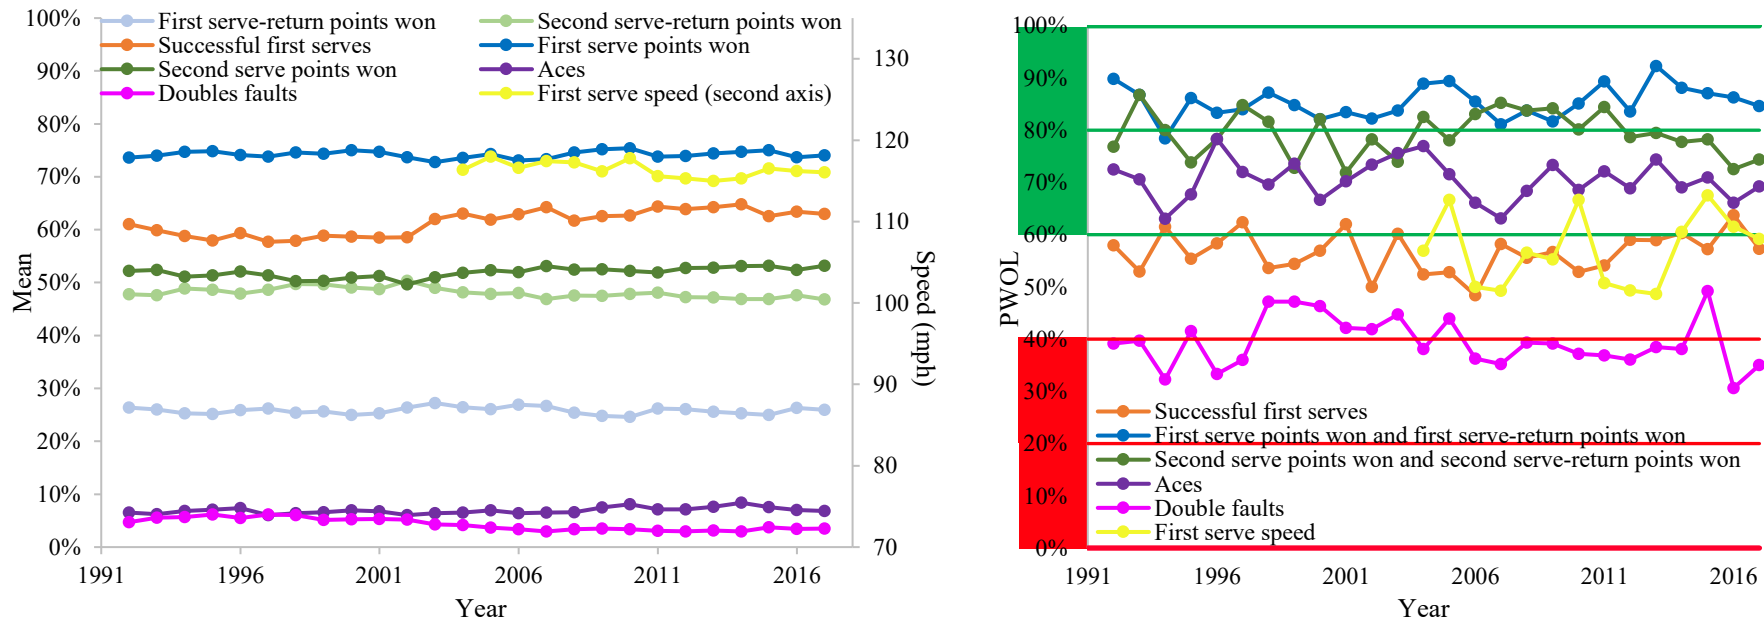 First serve-return points won
Second serve-return points won
Successful first serves
First serve points won
Second serve points won
Aces
Doubles faults
First serve speed (second axis)
100%
90%
80%
70%
60%
50%
40%
30%
20%
10%
0%
Mean
130
120
110
100
90
80
70
Speed (mph)
1991
1996
2001
2006
2011
2016
Year
100%
90%
80%
70%
60%
50%
40%
30%
20%
10%
0%
PWOL
Successful first serves
First serve points won and first serve-return points won
Second serve points won and second serve-return points won
Aces
Double faults
First serve speed
1991
1996
2001
2006
2011
2016
Year